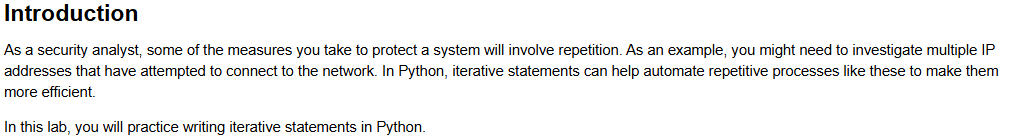 Introduction
As a security analyst, some of the measures you take to protect a system will involve repetition. As an example, you might need to investigate multiple IP
addresses that have attempted to connect to the network. In Python, iterative statements can help automate repetitive processes like these to make them
more efficient.
In this lab, you will practice writing iterative statements in Python.